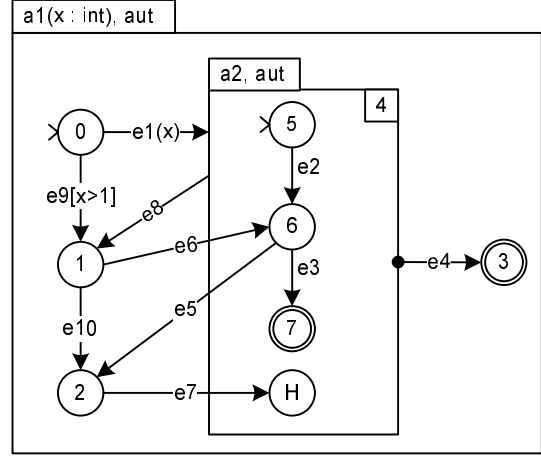 a1(x : int), aut
a2, aut
4
0
e1(x)
5
e9[x>1]
e2
e8
6
1
e6
e3
e4
3
e10
e5
7
2
e7
H